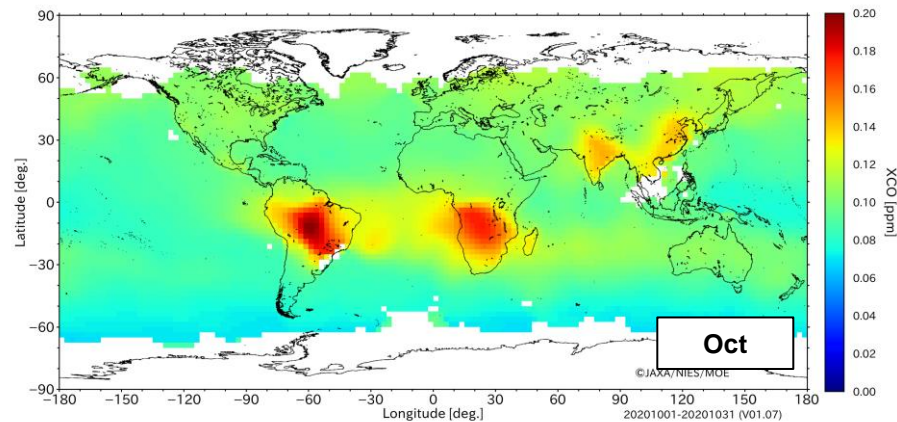 90
60
30
0
−30
−60
−90
Latitude [deg.]
−180 −150 −120 −90 −60 −30 0 30 60 90 120 150 180
Longitude [deg.]
20201001-20201031 (V01.07)
Oct
©JAXA/NIES/MOE
0.20
0.18
0.16
0.14
0.12
0.10
0.08
0.06
0.04
0.02
0.00
XCO [ppm]